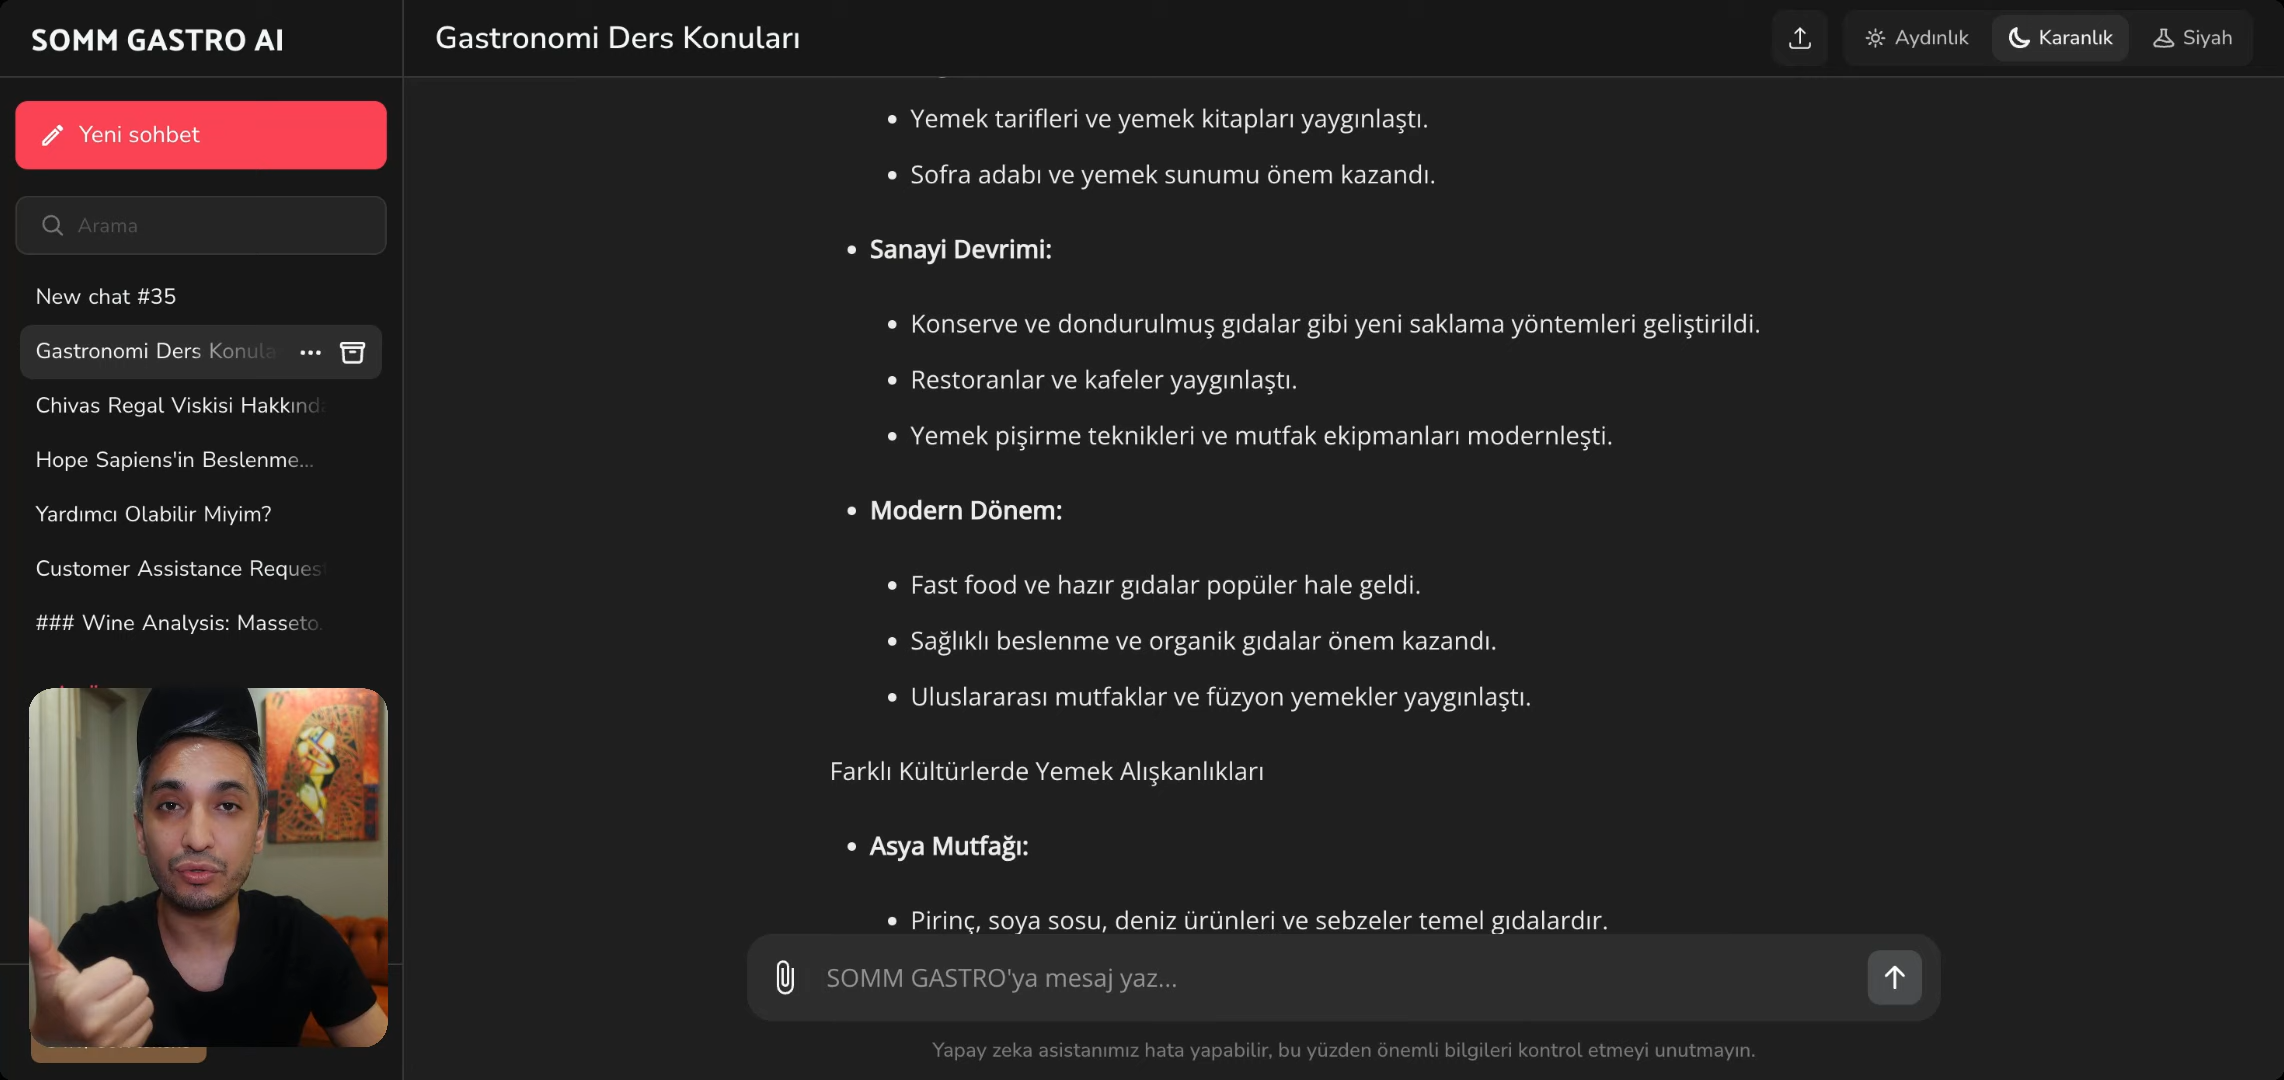 SOMM GASTRO AI
Gastronomi Ders Konuları
Aydınlık
Karanlık
Siyah
Yeni sohbet
Arama
New chat #35
Gastronomi Ders Konula
Chivas Regal Viskisi Hakkında
Hope Sapiens'in Beslenme...
Yardımcı Olabilir Miyim?
Customer Assistance Request
### Wine Analysis: Masseto.
Yemek tarifleri ve yemek kitapları yaygınlaştı.
Sofra adabı ve yemek sunumu önem kazandı.
Sanayi Devrimi:
Konserve ve dondurulmuş gıdalar gibi yeni saklama yöntemleri geliştirildi.
Restoranlar ve kafeler yaygınlaştı.
Yemek pişirme teknikleri ve mutfak ekipmanları modernleşti.
Modern Dönem:
Fast food ve hazır gıdalar popüler hale geldi.
Sağlıklı beslenme ve organik gıdalar önem kazandı.
Uluslararası mutfaklar ve füzyon yemekler yaygınlaştı.
Farklı Kültürlerde Yemek Alışkanlıkları
Asya Mutfağı:
Pirinç, soya sosu, deniz ürünleri ve sebzeler temel gıdalardır.
SOMM GASTRO'ya mesaj yaz...
Yapay zeka asistanımız hata yapabilir, bu yüzden önemli bilgileri kontrol etmeyi unutmayın.